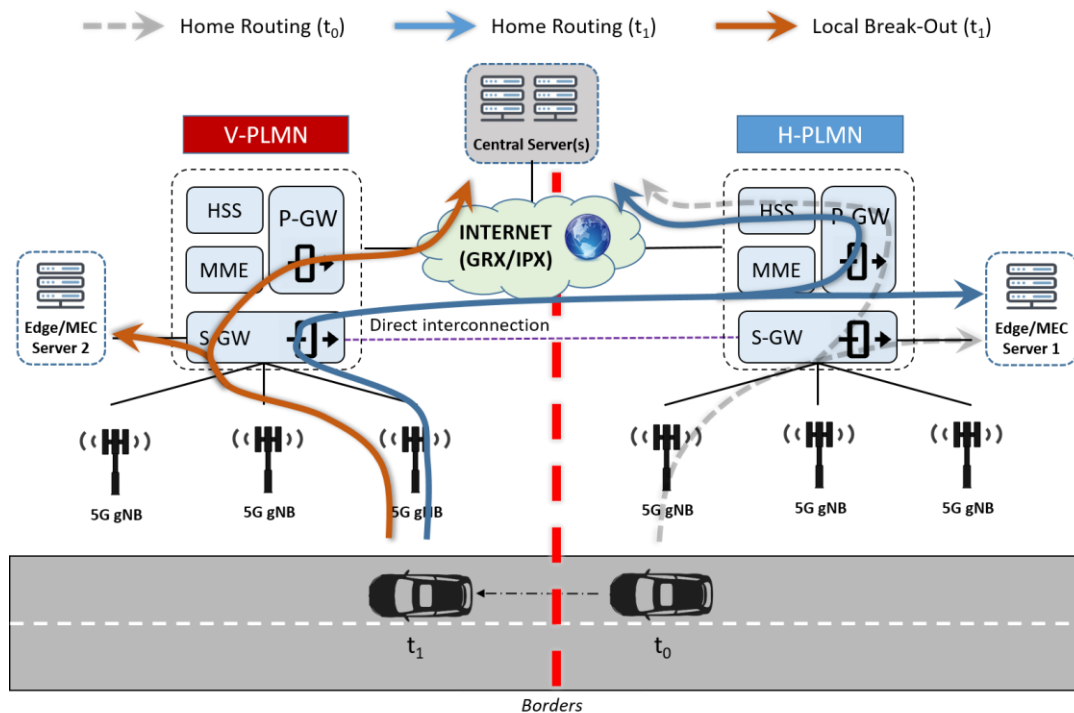 Home Routing (t0)
Home Routing (t1)
Local Break-Out (t1)
Central Server(s)
V-PLMN
H-PLMN
HSS
P-GW
MME
S-GW
INTERNET
(GRX/IPX)
HSS
P-GW
MME
S-GW
Direct interconnection
Edge/MEC
Server 2
Edge/MEC
Server 1
5G gNB
5G gNB
5G gNB
5G gNB
5G gNB
5G gNB
t1
t0
Borders